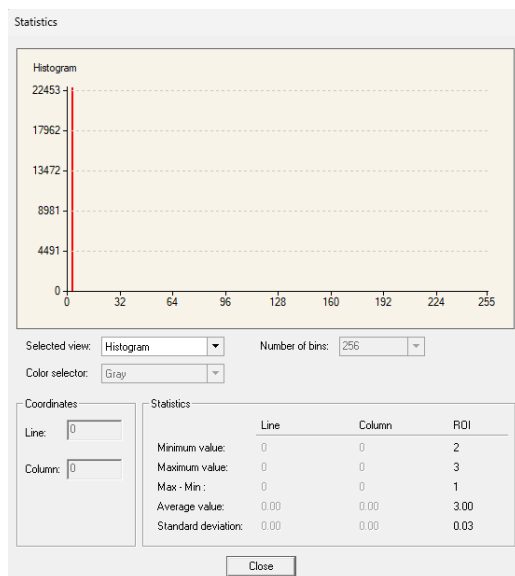 Statistics
Histogram
22453
17962
13472
8981
4491
0
0 32 64 96 128 160 192 224 255
Selected view: Histogram Number of bins: 256
Color selector: Gray
Coordinates Statistics
Line Column ROI
Line: 0
Minimum value: 0 0 2
Maximum value: 0 0 3
Column: 0
Max - Min : 0 0 1
Average value: 0.00 0.00 3.00
Standard deviation: 0.00 0.00 0.03
Close